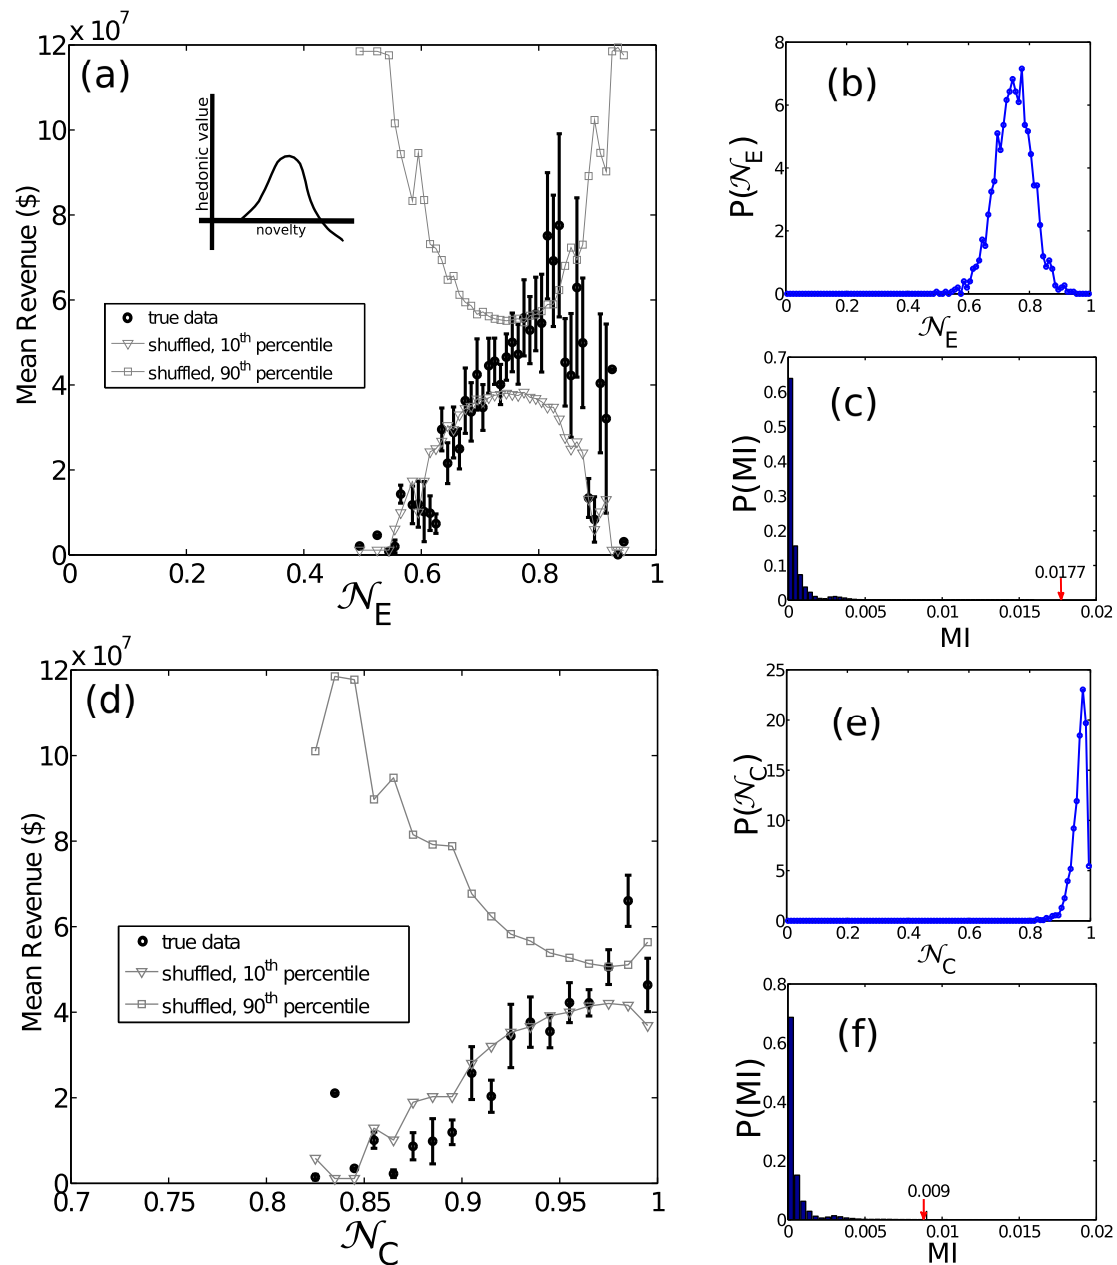 x 10^7
(a)
12
10
8
6
4
2
0
Mean Revenue ($)
hedonic value
novelty
true data
shuffled, 10^th percentile
shuffled, 90^th percentile
0 0.2 0.4 0.6 0.8 1
𝒩_E
(b)
8
6
4
2
0
P(𝒩_E)
0 0.2 0.4 0.6 0.8 1
𝒩_E
(c)
0.7
0.6
0.5
0.4
0.3
0.2
0.1
0
P(MI)
0.0177
0 0.005 0.01 0.015 0.02
MI
x 10^7
(d)
12
10
8
6
4
2
0
Mean Revenue ($)
true data
shuffled, 10^th percentile
shuffled, 90^th percentile
0.7 0.75 0.8 0.85 0.9 0.95 1
𝒩_C
(e)
25
20
15
10
5
0
P(𝒩_C)
0 0.2 0.4 0.6 0.8 1
𝒩_C
(f)
0.8
0.6
0.4
0.2
0
P(MI)
0.009
0 0.005 0.01 0.015 0.02
MI